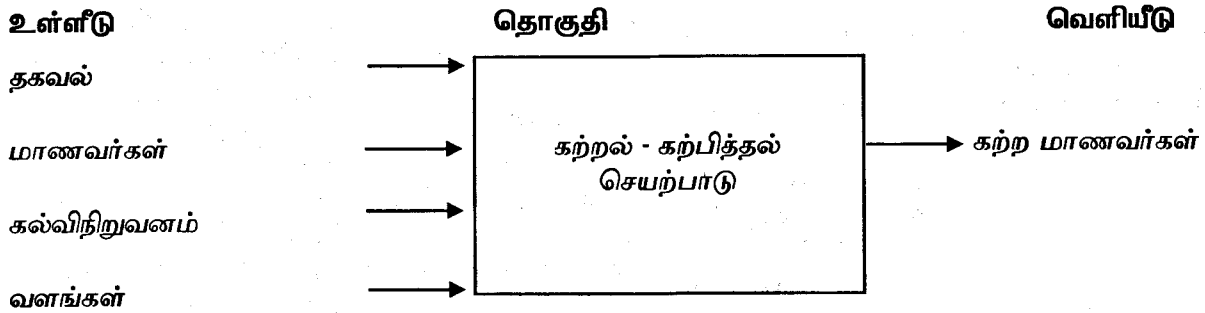 உள்ளீடு தொகுதி வெளியீடு
தகவல்
மாணவர்கள் கற்றல் - கற்பித்தல் கற்ற மாணவர்கள்
செயற்பாடு
கல்விநிறுவனம்
வளங்கள்